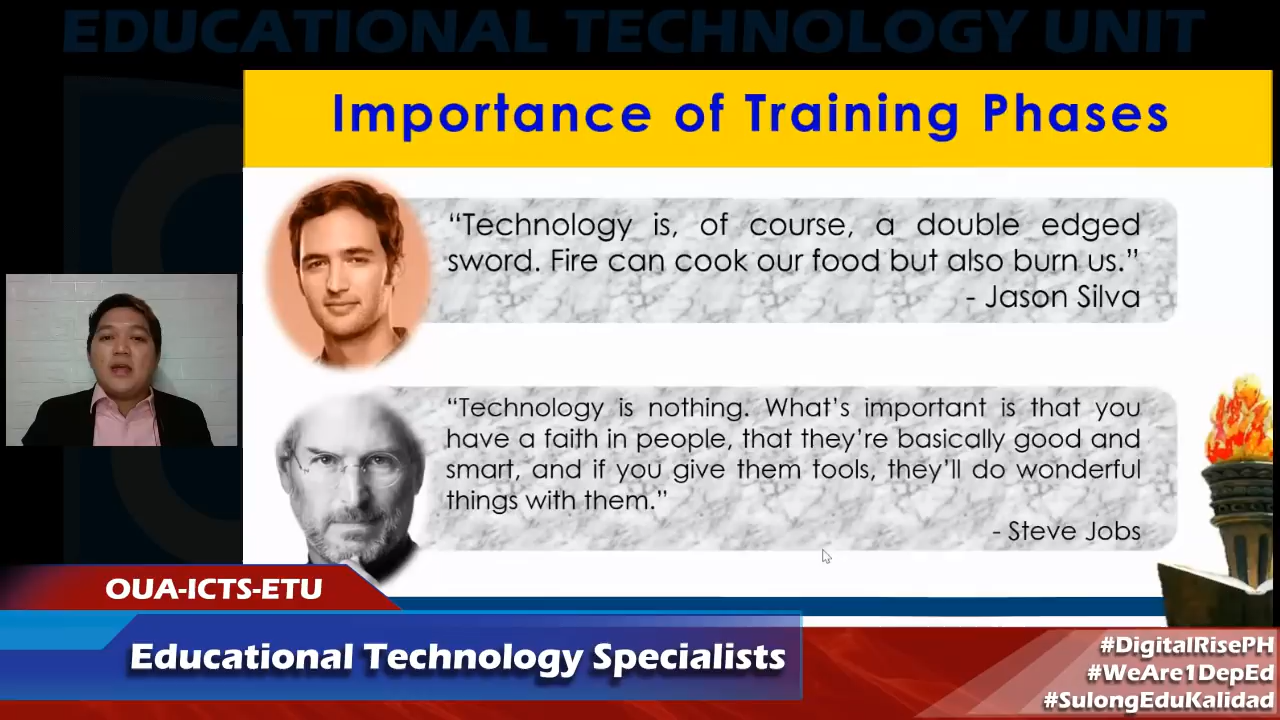 EDUCATIONAL TECHNOLOGY UNIT
Importance of Training Phases
“Technology is, of course, a double edged
sword. Fire can cook our food but also burn us.”
- Jason Silva
“Technology is nothing. What’s important is that you
have a faith in people, that they’re basically good and
smart, and if you give them tools, they’ll do wonderful
things with them.”
- Steve Jobs
OUA-ICTS-ETU
Educational Technology Specialists
#DigitalRisePH
#WeAre1DepEd
#SulongEduKalidad